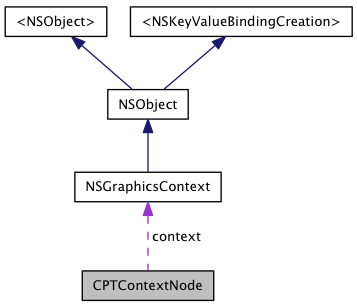 <NSObject>
<NSKeyValueBindingCreation>
NSObject
NSGraphicsContext
context
CPTContextNode